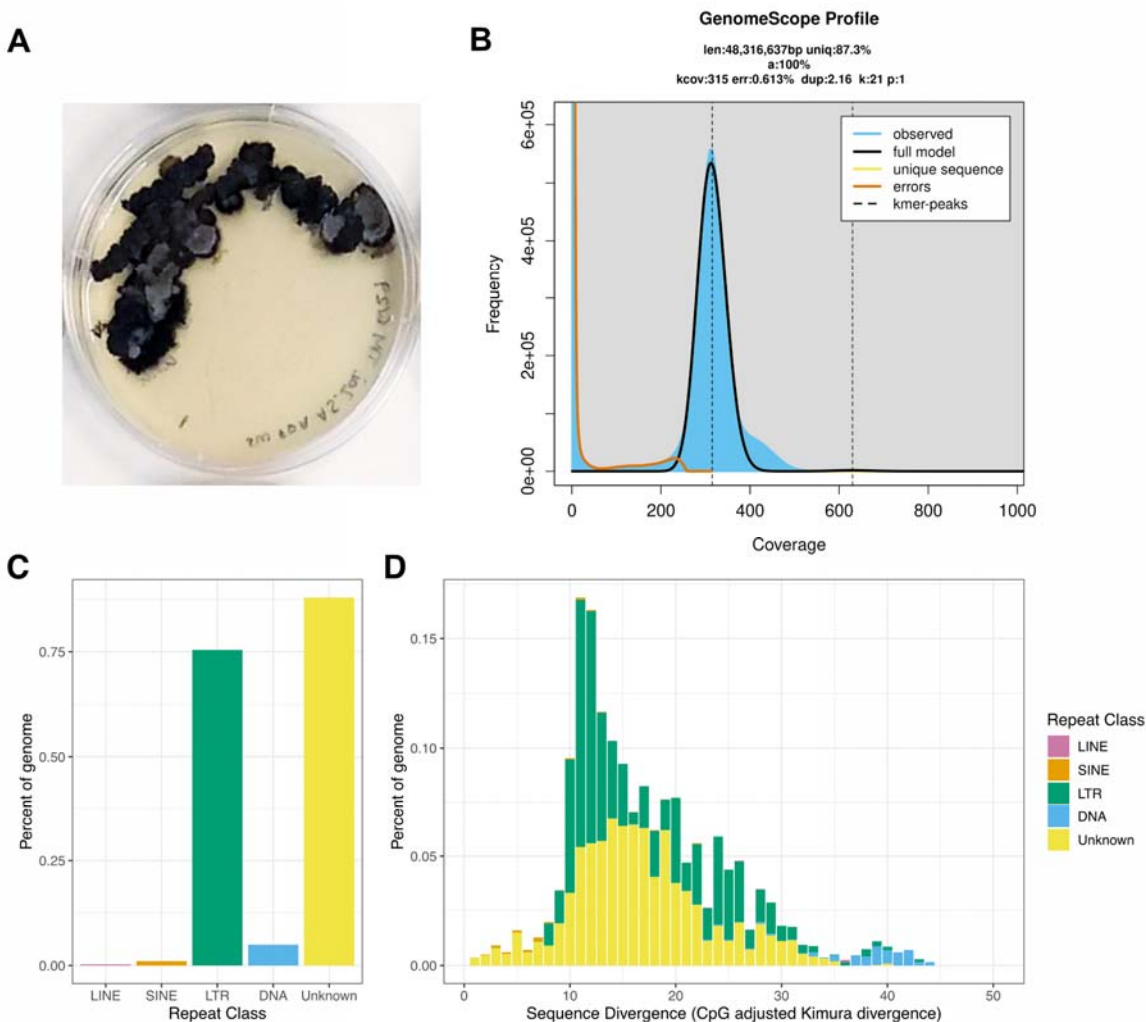 A
B
GenomeScope Profile
len:48,316,637bp uniq:87.3%
a:100%
kcov:315 err:0.613% dup:2.16 k:21 p:1
6e+05
4e+05
2e+05
0e+00
Frequency
observed
full model
unique sequence
errors
kmer-peaks
0 200 400 600 800 1000
Coverage
C
0.75
0.50
0.25
0.00
Percent of genome
LINE SINE LTR DNA Unknown
Repeat Class
D
0.15
0.10
0.05
0.00
Percent of genome
0 10 20 30 40 50
Sequence Divergence (CpG adjusted Kimura divergence)
Repeat Class
LINE
SINE
LTR
DNA
Unknown